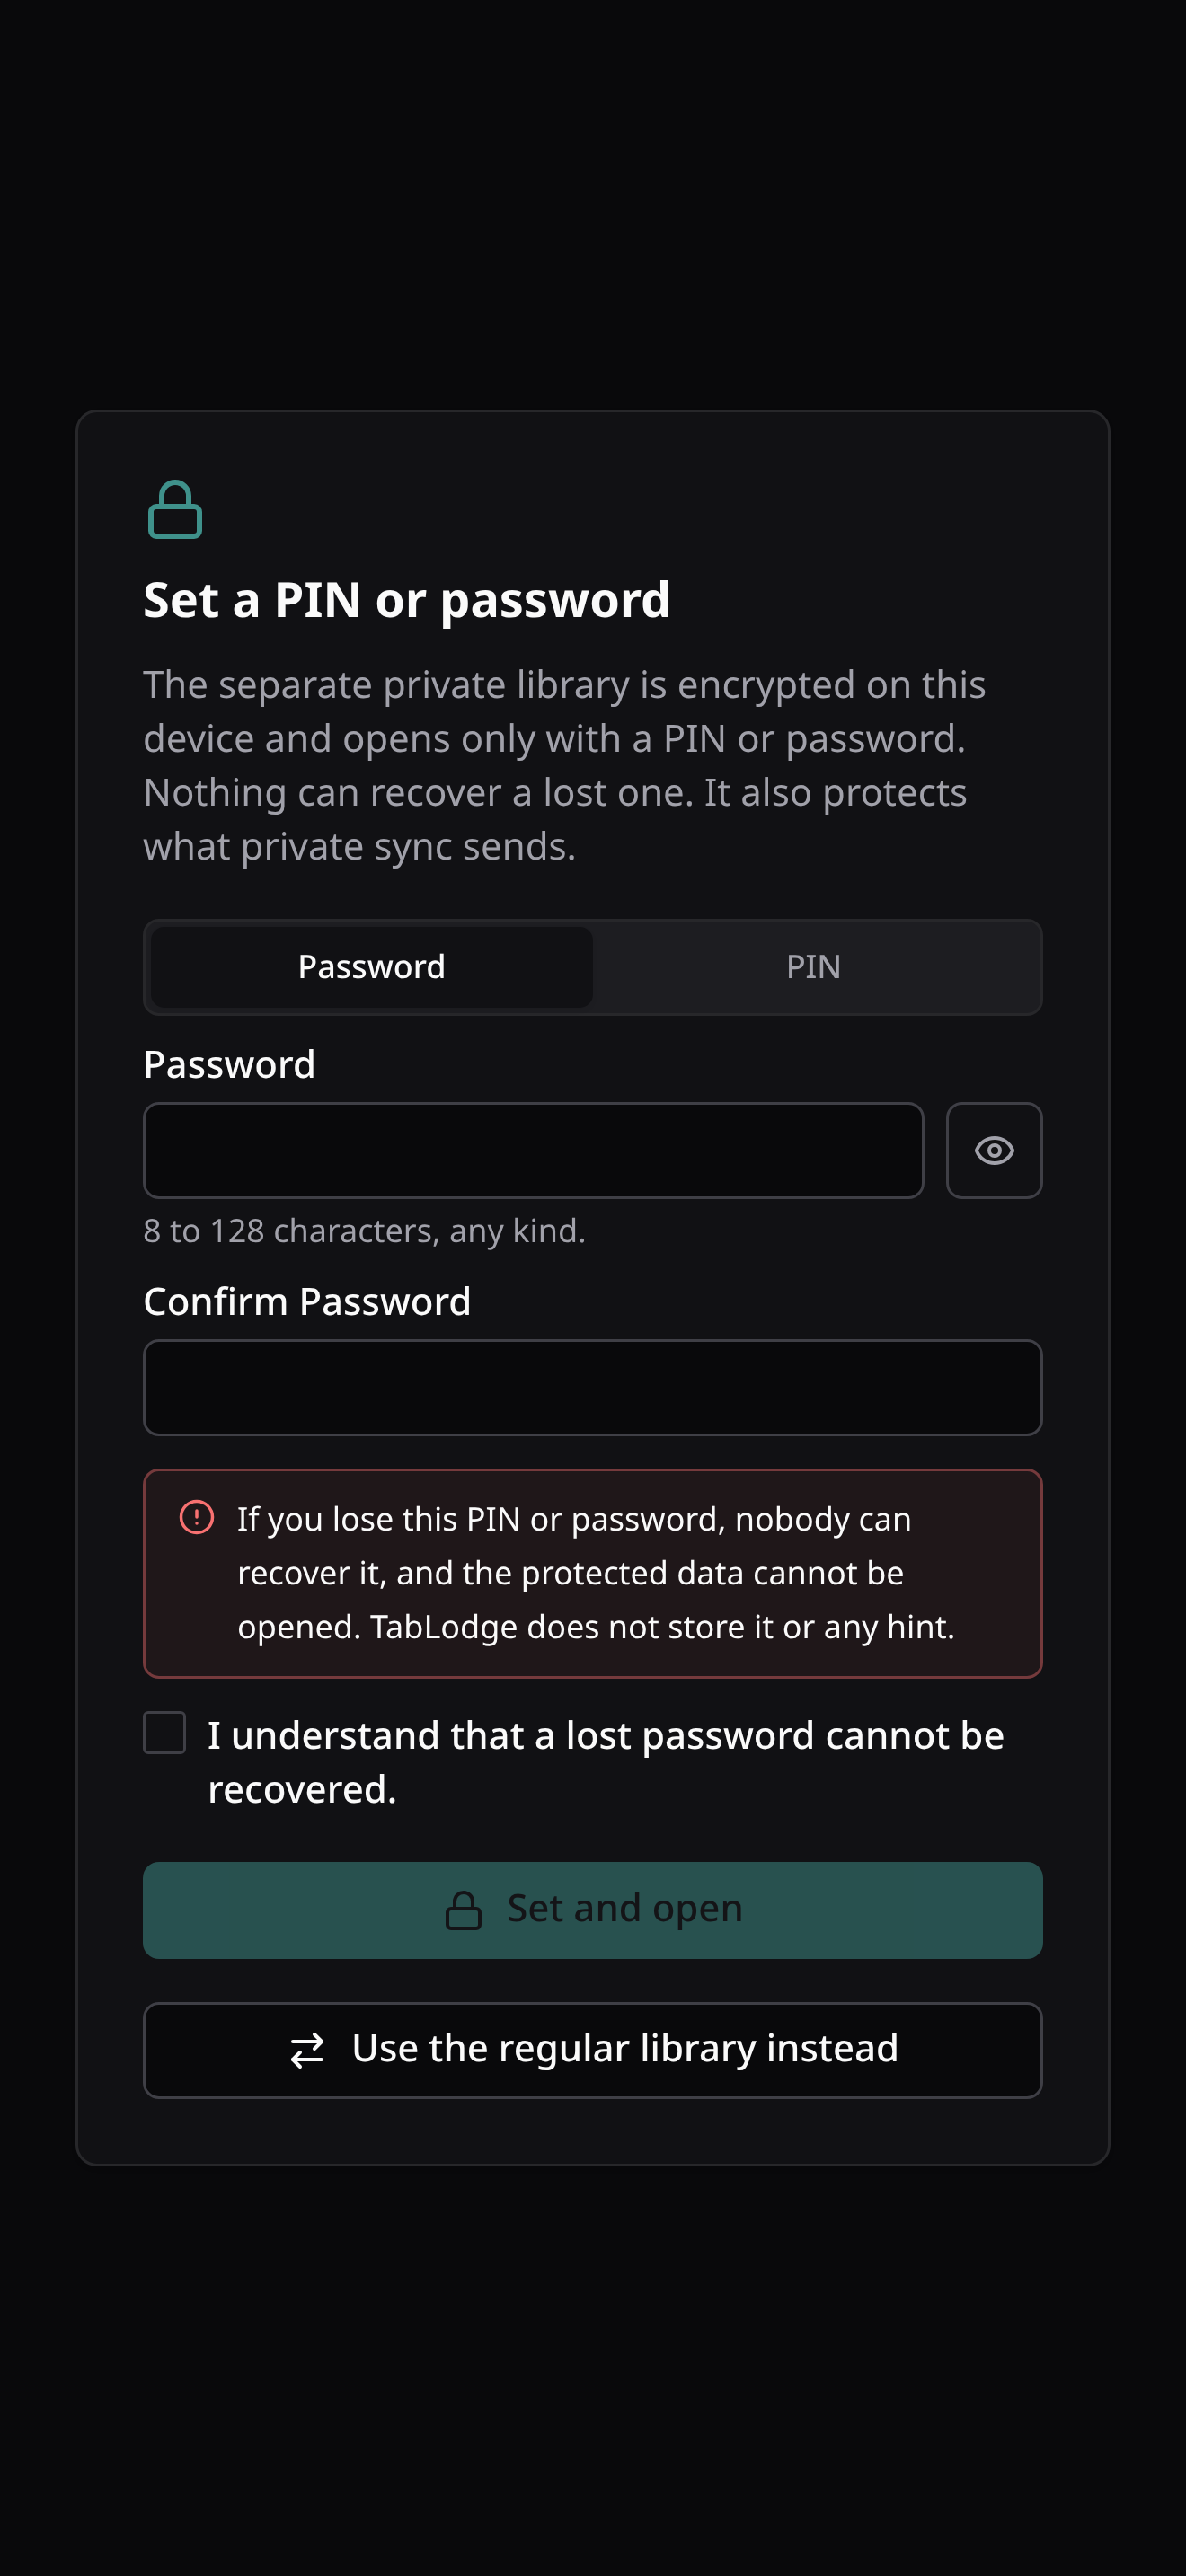 Set a PIN or password
The separate private library is encrypted on this
device and opens only with a PIN or password.
Nothing can recover a lost one. It also protects
what private sync sends.
Password
PIN
Password
8 to 128 characters, any kind.
Confirm Password
If you lose this PIN or password, nobody can
recover it, and the protected data cannot be
opened. TabLodge does not store it or any hint.
I understand that a lost password cannot be
recovered.
Set and open
Use the regular library instead